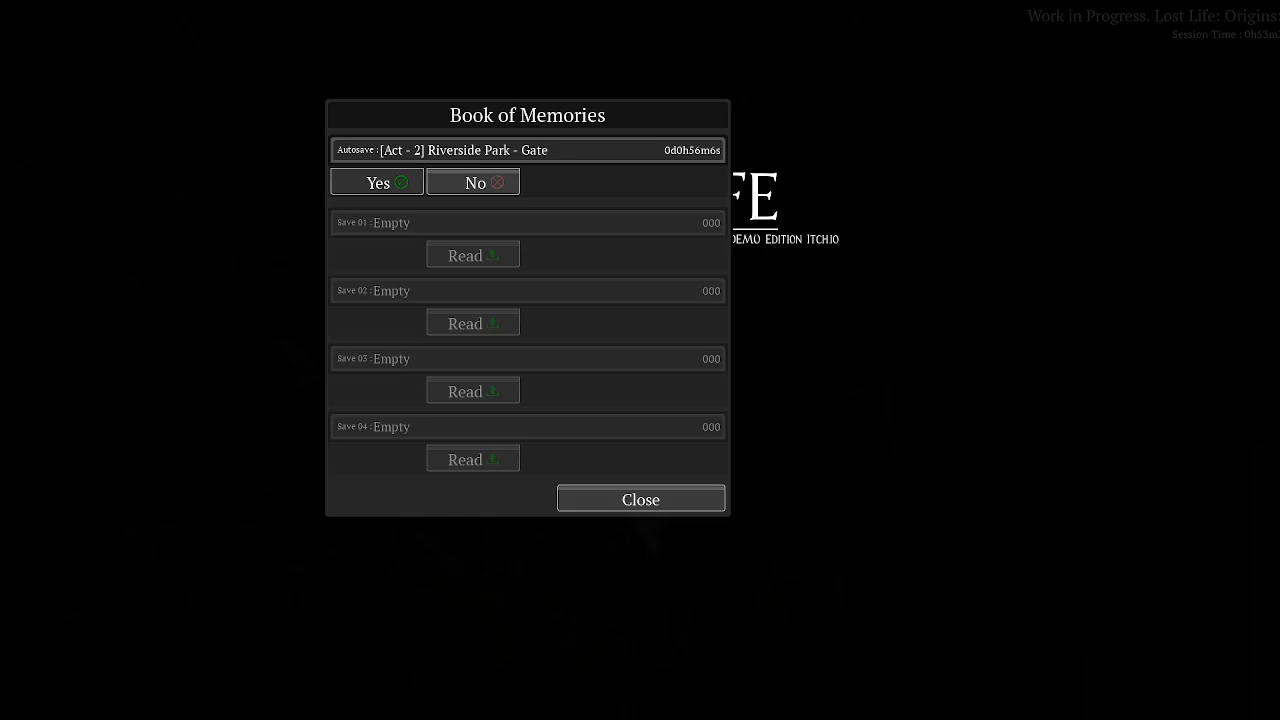 Work in Progress. Lost Life: Origins:
Session Time : 0h53m
Book of Memories
Autosave : [Act - 2] Riverside Park - Gate 0d0h56m6s
Yes No
FE
Save 01 : Empty 000
DEMO EDITION ITCHIO
Read
Save 02 : Empty 000
Read
Save 03 : Empty 000
Read
Save 04 : Empty 000
Read
Close